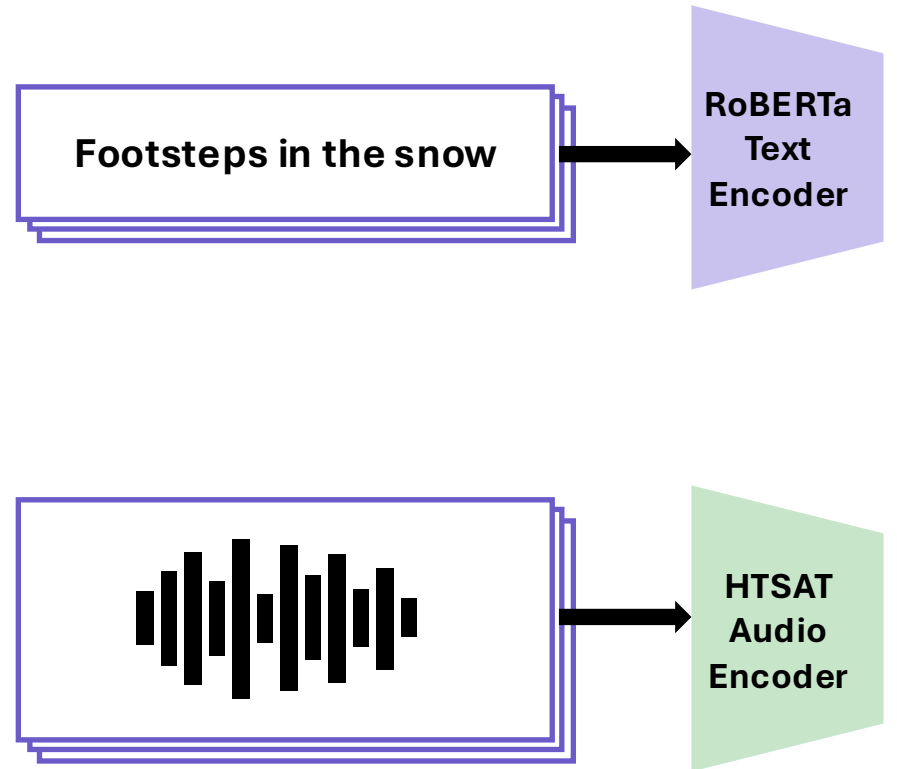 Footsteps in the snow
RoBERTa
Text
Encoder
HTSAT
Audio
Encoder